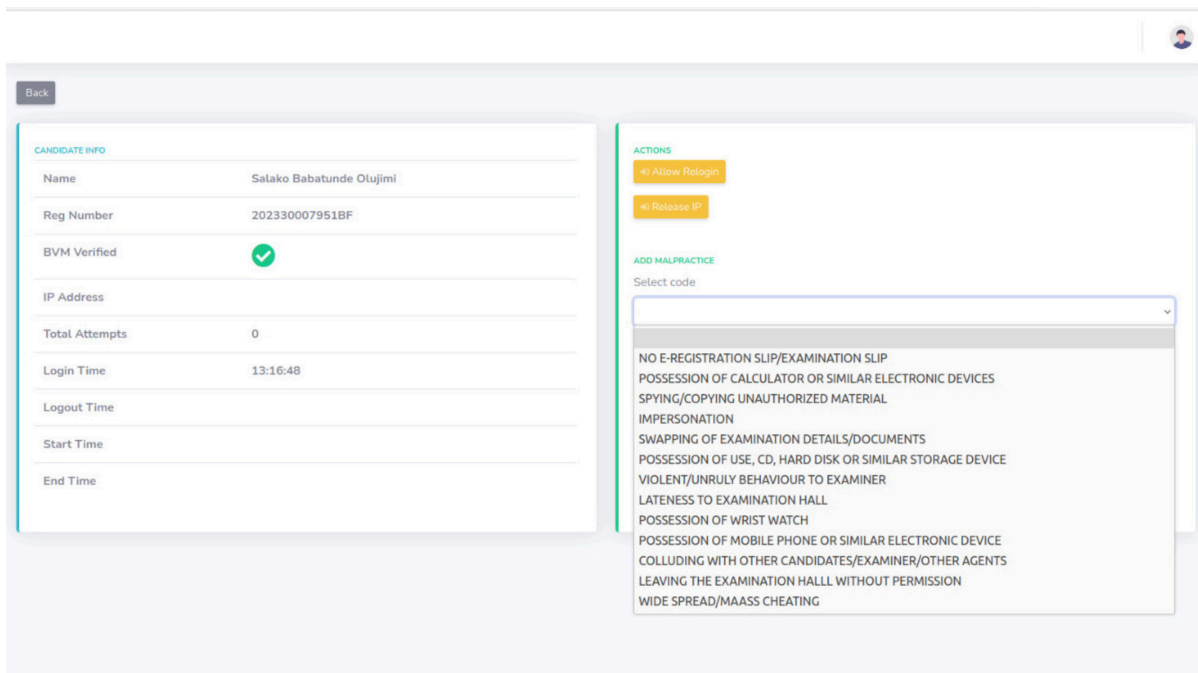 Back
CANDIDATE INFO
Name Salako Babatunde Olujimi
Reg Number 202330007951BF
BVM Verified
IP Address
Total Attempts 0
Login Time 13:16:48
Logout Time
Start Time
End Time
ACTIONS
Allow Relogin
Release IP
ADD MALPRACTICE
Select code
NO E-REGISTRATION SLIP/EXAMINATION SLIP
POSSESSION OF CALCULATOR OR SIMILAR ELECTRONIC DEVICES
SPYING/COPYING UNAUTHORIZED MATERIAL
IMPERSONATION
SWAPPING OF EXAMINATION DETAILS/DOCUMENTS
POSSESSION OF USE, CD, HARD DISK OR SIMILAR STORAGE DEVICE
VIOLENT/UNRULY BEHAVIOUR TO EXAMINER
LATENESS TO EXAMINATION HALL
POSSESSION OF WRIST WATCH
POSSESSION OF MOBILE PHONE OR SIMILAR ELECTRONIC DEVICE
COLLUDING WITH OTHER CANDIDATES/EXAMINER/OTHER AGENTS
LEAVING THE EXAMINATION HALLL WITHOUT PERMISSION
WIDE SPREAD/MAASS CHEATING